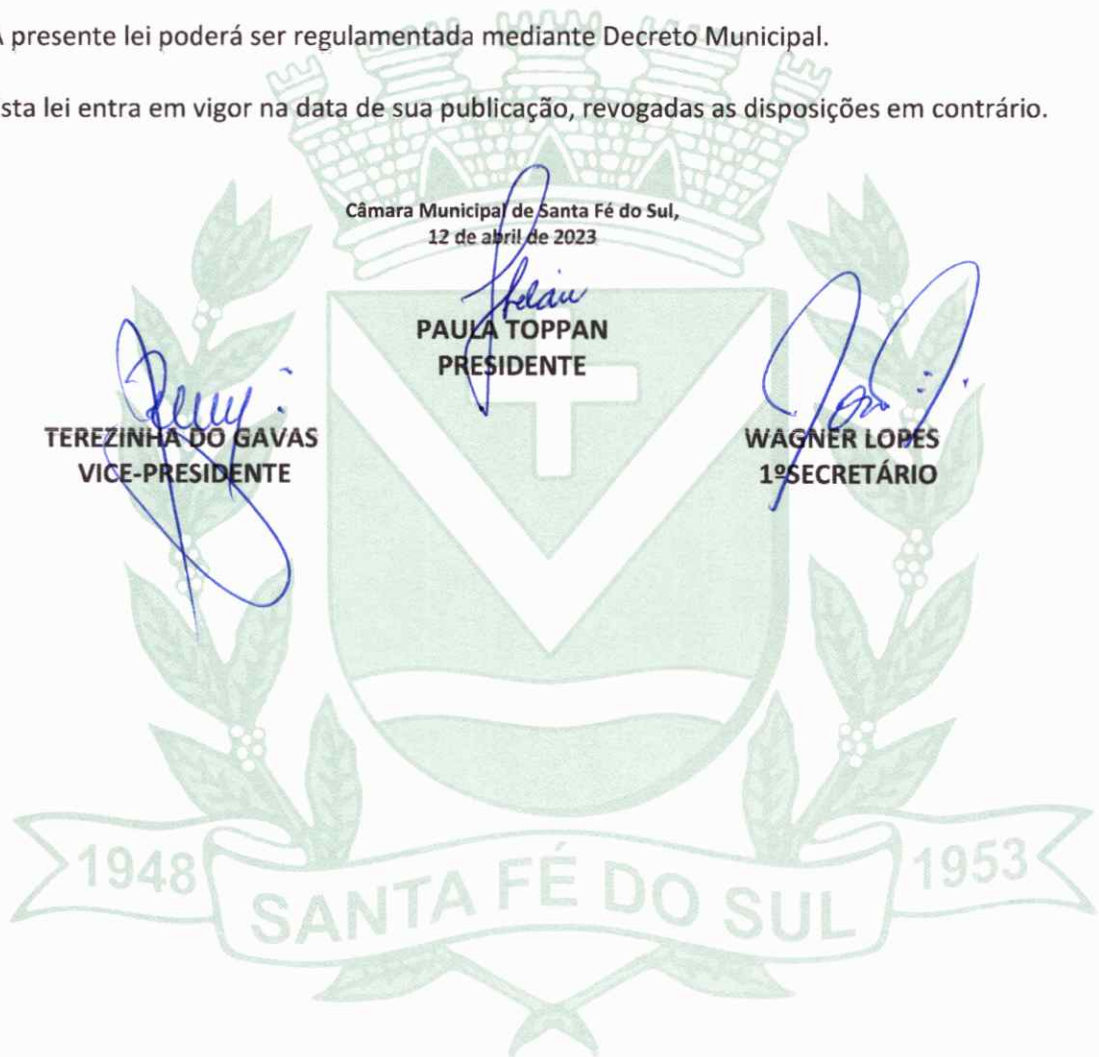 A presente lei poderá ser regulamentada mediante Decreto Municipal.
sta lei entra em vigor na data de sua publicação, revogadas as disposições em contrário.
Câmara Municipal de Santa Fé do Sul,
12 de abril de 2023
PAULA TOPPAN
PRESIDENTE
TEREZINHA DO GAVAS
VICE-PRESIDENTE
WAGNER LOPES
1ºSECRETÁRIO
1948
SANTA FÉ DO SUL
1953